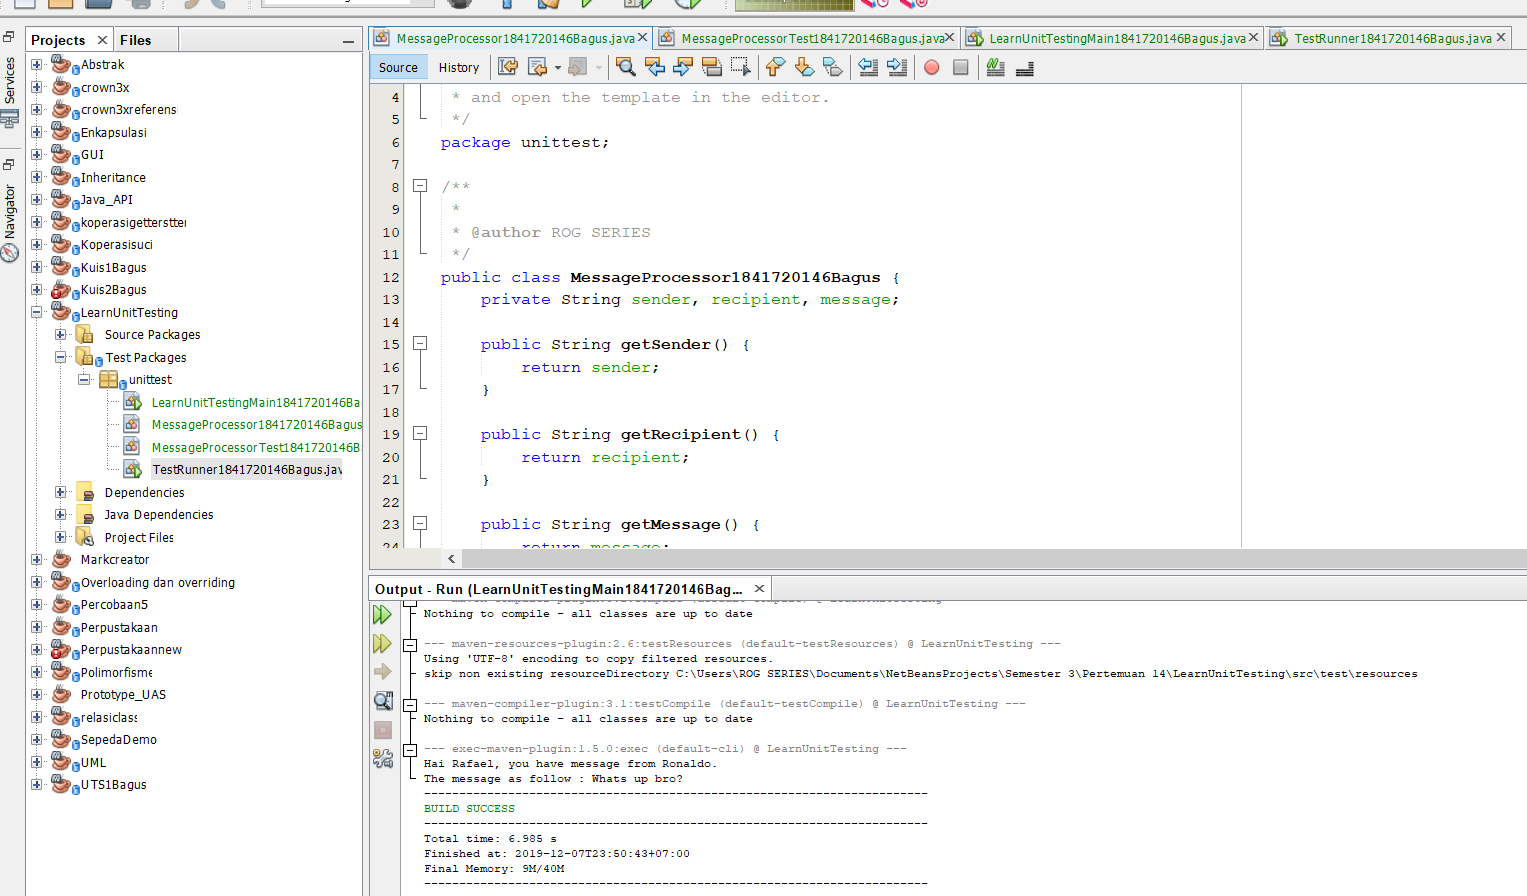 Projects
Files
Services
Navigator
Abstrak
crown3x
crown3xreferensi
Enkapsulasi
GUI
Inheritance
Java_API
koperasigetterstter
Koperasisuci
Kuis1Bagus
Kuis2Bagus
LearnUnitTesting
Source Packages
Test Packages
unittest
LearnUnitTestingMain1841720146Ba
MessageProcessor1841720146Bagus
MessageProcessorTest1841720146B
TestRunner1841720146Bagus.jav
Dependencies
Java Dependencies
Project Files
Markcreator
Overloading dan overriding
Percobaan5
Perpustakaan
Perpustakaannew
Polimorfisme
Prototype_UAS
relasiclass
SepedaDemo
UML
UTS1Bagus
MessageProcessor1841720146Bagus.java
MessageProcessorTest1841720146Bagus.java
LearnUnitTestingMain1841720146Bagus.java
TestRunner1841720146Bagus.java
Source History
4 * and open the template in the editor.
5 */
6 package unittest;
7
8 /**
9 *
10 * @author ROG SERIES
11 */
12 public class MessageProcessor1841720146Bagus {
13 private String sender, recipient, message;
14
15 public String getSender() {
16 return sender;
17 }
18
19 public String getRecipient() {
20 return recipient;
21 }
22
23 public String getMessage() {
24 return message;
Output - Run (LearnUnitTestingMain1841720146Bag...
Nothing to compile - all classes are up to date
--- maven-resources-plugin:2.6:testResources (default-testResources) @ LearnUnitTesting ---
Using 'UTF-8' encoding to copy filtered resources.
skip non existing resourceDirectory C:\Users\ROG SERIES\Documents\NetBeansProjects\Semester 3\Pertemuan 14\LearnUnitTesting\src\test\resources
--- maven-compiler-plugin:3.1:testCompile (default-testCompile) @ LearnUnitTesting ---
Nothing to compile - all classes are up to date
--- exec-maven-plugin:1.5.0:exec (default-cli) @ LearnUnitTesting ---
Hai Rafael, you have message from Ronaldo.
The message as follow : Whats up bro?
------------------------------------------------------------------------
BUILD SUCCESS
------------------------------------------------------------------------
Total time: 6.985 s
Finished at: 2019-12-07T23:50:43+07:00
Final Memory: 9M/40M
------------------------------------------------------------------------